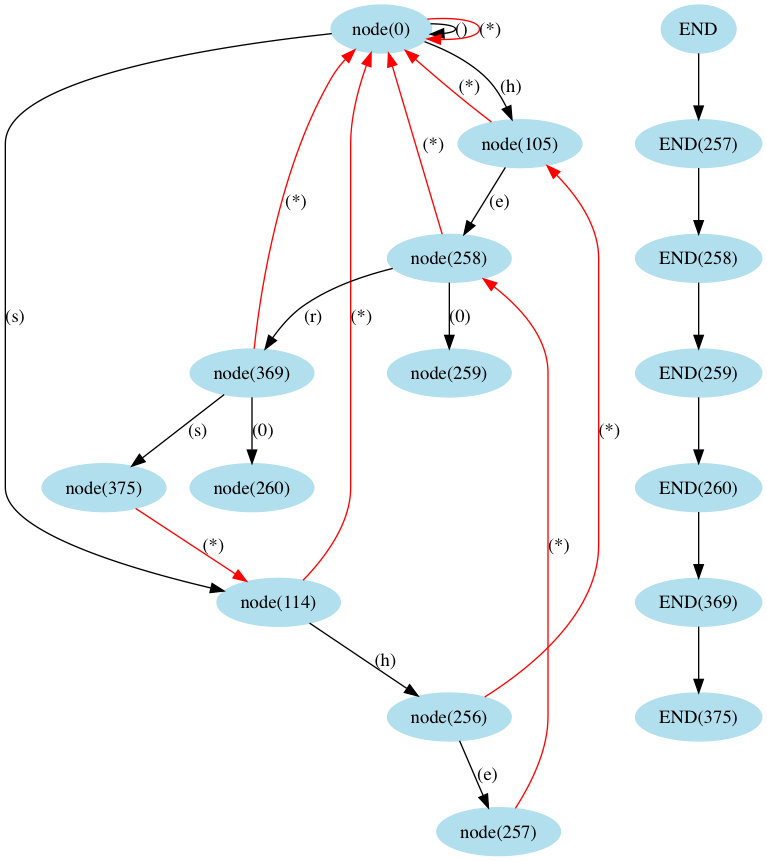 node(0)
()
(*)
END
(*)
(h)
node(105)
END(257)
(*)
(*)
(e)
node(258)
END(258)
(s)
(r)
(*)
(0)
node(369)
node(259)
END(259)
(s)
(0)
(*)
node(375)
node(260)
END(260)
(*)
(*)
node(114)
END(369)
(h)
node(256)
END(375)
(e)
node(257)